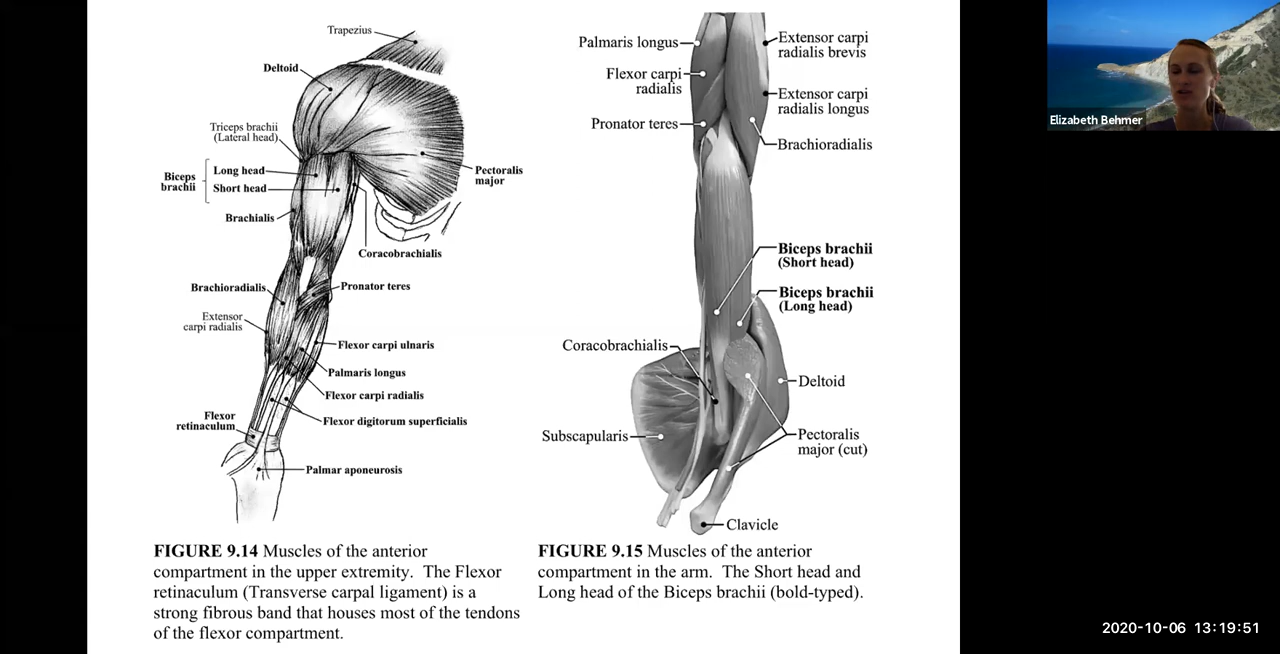 Trapezius
Deltoid
Triceps brachii
(Lateral head)
Biceps
brachii
Long head
Short head
Brachialis
Pectoralis
major
Coracobrachialis
Brachioradialis
Pronator teres
Extensor
carpi radialis
Flexor carpi ulnaris
Palmaris longus
Flexor carpi radialis
Flexor
retinaculum
Flexor digitorum superficialis
Palmar aponeurosis
FIGURE 9.14 Muscles of the anterior
compartment in the upper extremity. The Flexor
retinaculum (Transverse carpal ligament) is a
strong fibrous band that houses most of the tendons
of the flexor compartment.
Palmaris longus
Extensor carpi
radialis brevis
Flexor carpi
radialis
Extensor carpi
radialis longus
Pronator teres
Brachioradialis
Biceps brachii
(Short head)
Biceps brachii
(Long head)
Coracobrachialis
Deltoid
Subscapularis
Pectoralis
major (cut)
Clavicle
FIGURE 9.15 Muscles of the anterior
compartment in the arm. The Short head and
Long head of the Biceps brachii (bold-typed).
Elizabeth Behmer
2020-10-06 13:19:51